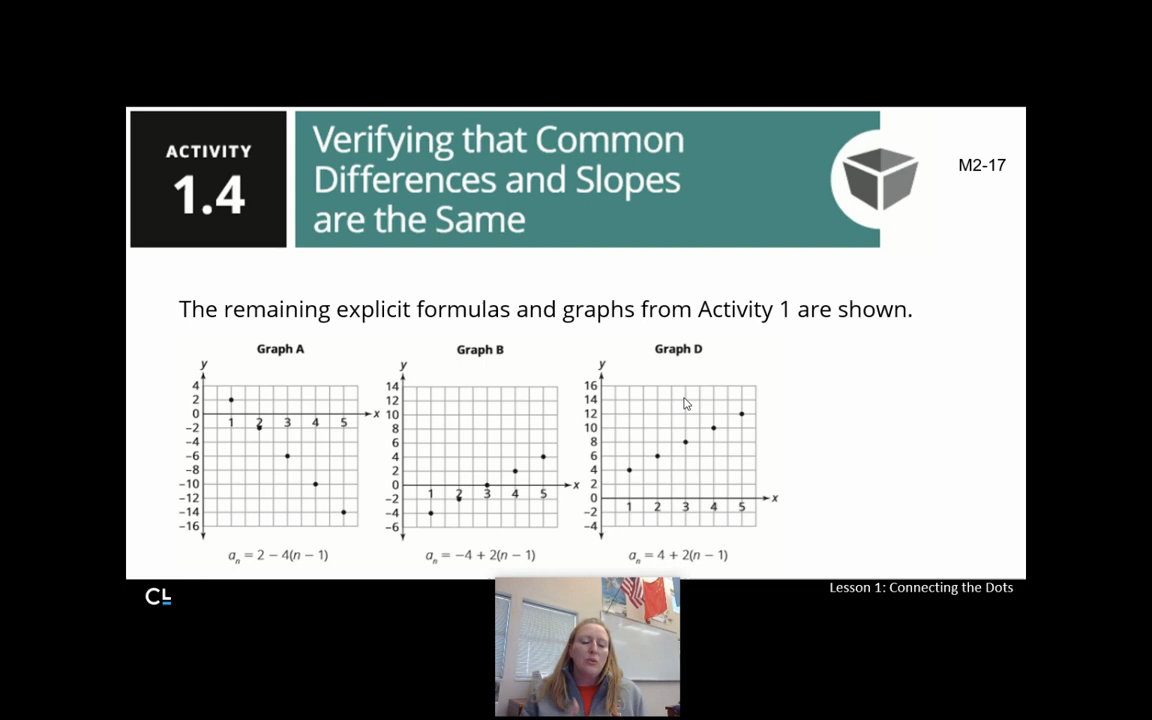 ACTIVITY
1.4
Verifying that Common
Differences and Slopes
are the Same
M2-17
The remaining explicit formulas and graphs from Activity 1 are shown.
Graph A
y
4
2
0
−2
−4
−6
−8
−10
−12
−14
−16
1 2 3 4 5
x
aₙ = 2 − 4(n − 1)
Graph B
y
14
12
10
8
6
4
2
0
−2
−4
−6
1 2 3 4 5
x
aₙ = −4 + 2(n − 1)
Graph D
y
16
14
12
10
8
6
4
2
0
−2
−4
1 2 3 4 5
x
aₙ = 4 + 2(n − 1)
CL
Lesson 1: Connecting the Dots